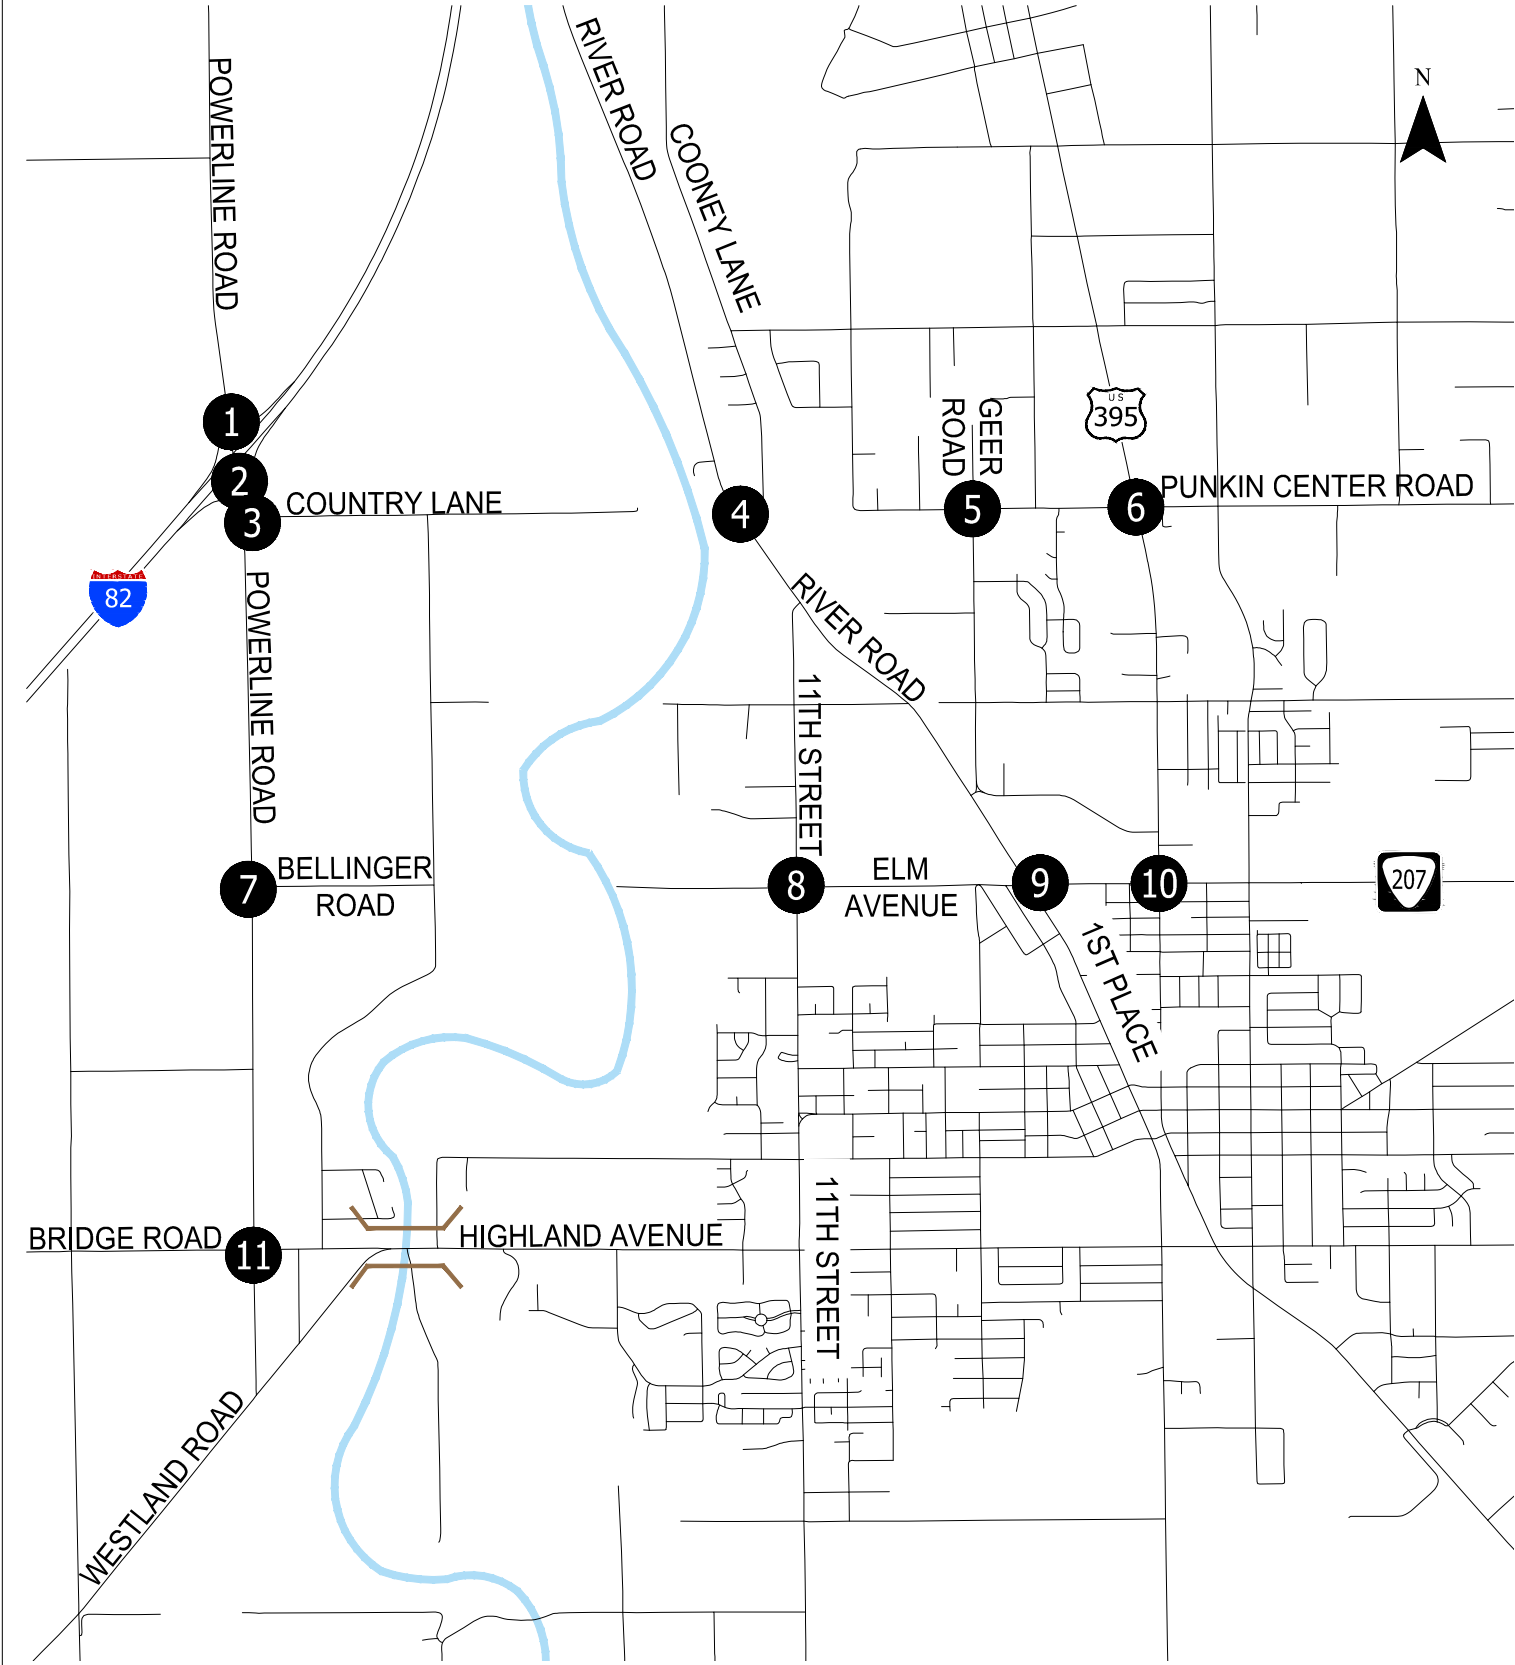 N
POWERLINE ROAD
RIVER ROAD
COONEY LANE
US
395
1
GEER
ROAD
2
PUNKIN CENTER ROAD
COUNTRY LANE
3
4
5
6
INTERSTATE
82
POWERLINE ROAD
RIVER ROAD
11TH STREET
7
BELLINGER
ROAD
8
ELM
AVENUE
9
10
207
1ST PLACE
BRIDGE ROAD
11
HIGHLAND AVENUE
11TH STREET
WESTLAND ROAD